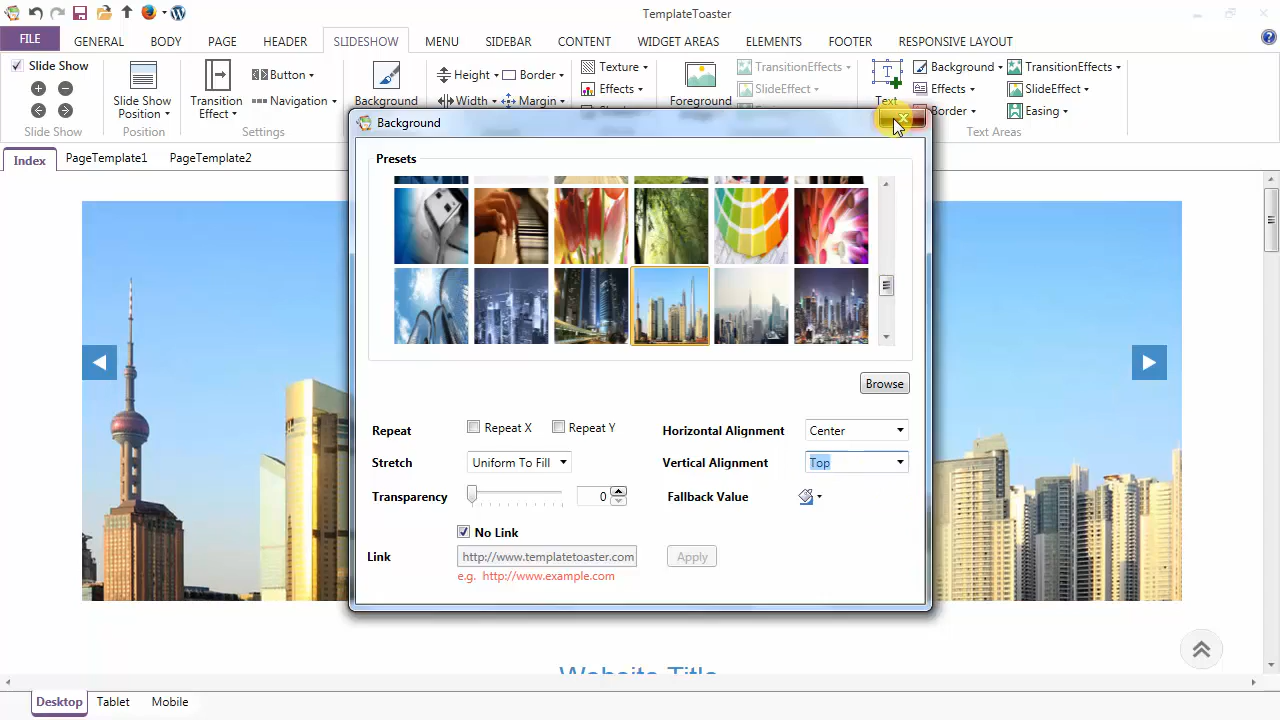 TemplateToaster
FILE GENERAL BODY PAGE HEADER SLIDESHOW MENU SIDEBAR CONTENT WIDGET AREAS ELEMENTS FOOTER RESPONSIVE LAYOUT
Slide Show
Slide Show
Slide Show
Position
Position
Transition
Effect
Button
Navigation
Settings
Background
Height
Width
Border
Margin
Texture
Effects
Foreground
TransitionEffects
SlideEffect
Text
Background
Effects
Border
TransitionEffects
SlideEffect
Easing
Text Areas
Index PageTemplate1 PageTemplate2
Background
Presets
Browse
Repeat Repeat X Repeat Y Horizontal Alignment Center
Stretch Uniform To Fill Vertical Alignment Top
Transparency 0 Fallback Value
No Link
Link http://www.templatetoaster.com Apply
e.g. http://www.example.com
Website Title
Desktop Tablet Mobile